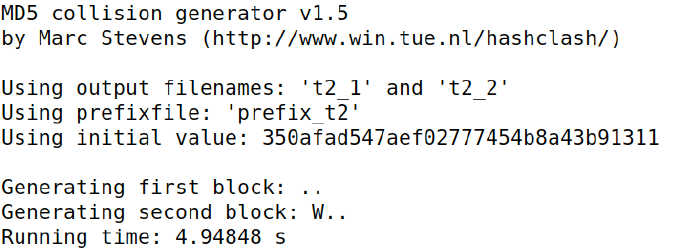 MD5 collision generator v1.5
by Marc Stevens (http://www.win.tue.nl/hashclash/)
Using output filenames: 't2_1' and 't2_2'
Using prefixfile: 'prefix_t2'
Using initial value: 350afad547aef02777454b8a43b91311
Generating first block: ..
Generating second block: W..
Running time: 4.94848 s